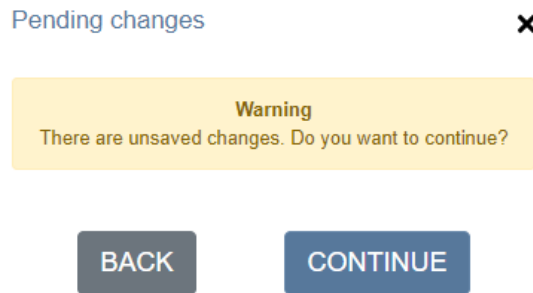 Pending changes
Warning
There are unsaved changes. Do you want to continue?
BACK
CONTINUE